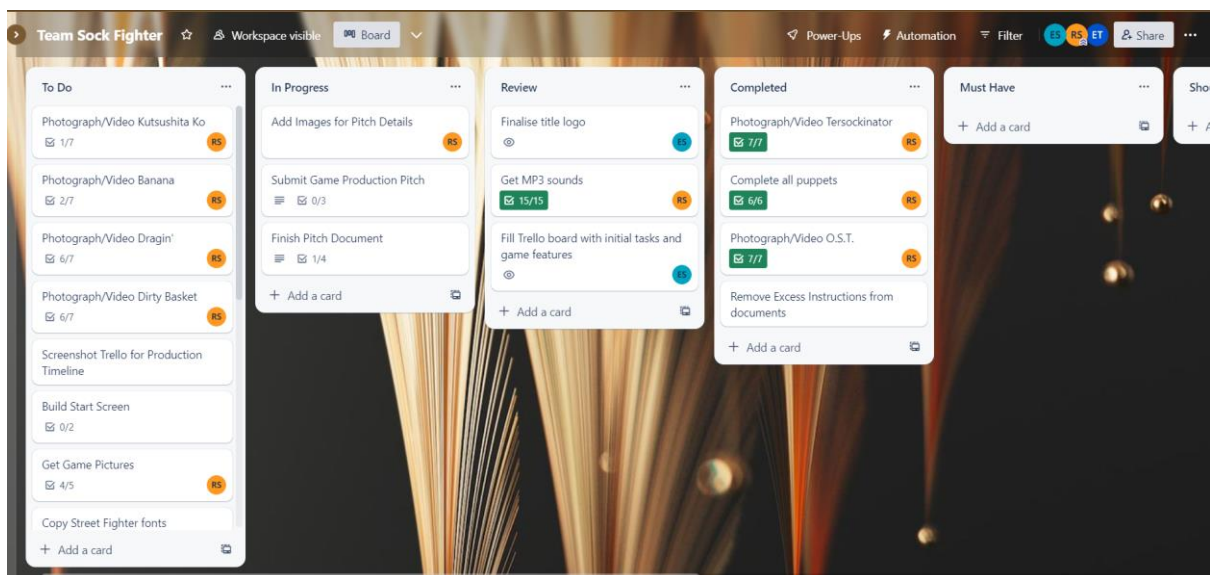 Team Sock Fighter
Workspace visible
Board
Power-Ups
Automation
Filter
ES
RS
ET
Share
To Do
Photograph/Video Kutsushita Ko
1/7
RS
Photograph/Video Banana
2/7
RS
Photograph/Video Dragin'
6/7
RS
Photograph/Video Dirty Basket
6/7
RS
Screenshot Trello for Production
Timeline
Build Start Screen
0/2
Get Game Pictures
4/5
RS
Copy Street Fighter fonts
+ Add a card
In Progress
Add Images for Pitch Details
RS
Submit Game Production Pitch
0/3
Finish Pitch Document
1/4
+ Add a card
Review
Finalise title logo
ES
Get MP3 sounds
15/15
RS
Fill Trello board with initial tasks and
game features
ES
+ Add a card
Completed
Photograph/Video Tersockinator
7/7
RS
Complete all puppets
6/6
RS
Photograph/Video O.S.T.
7/7
RS
Remove Excess Instructions from
documents
+ Add a card
Must Have
+ Add a card
Sho
+ A